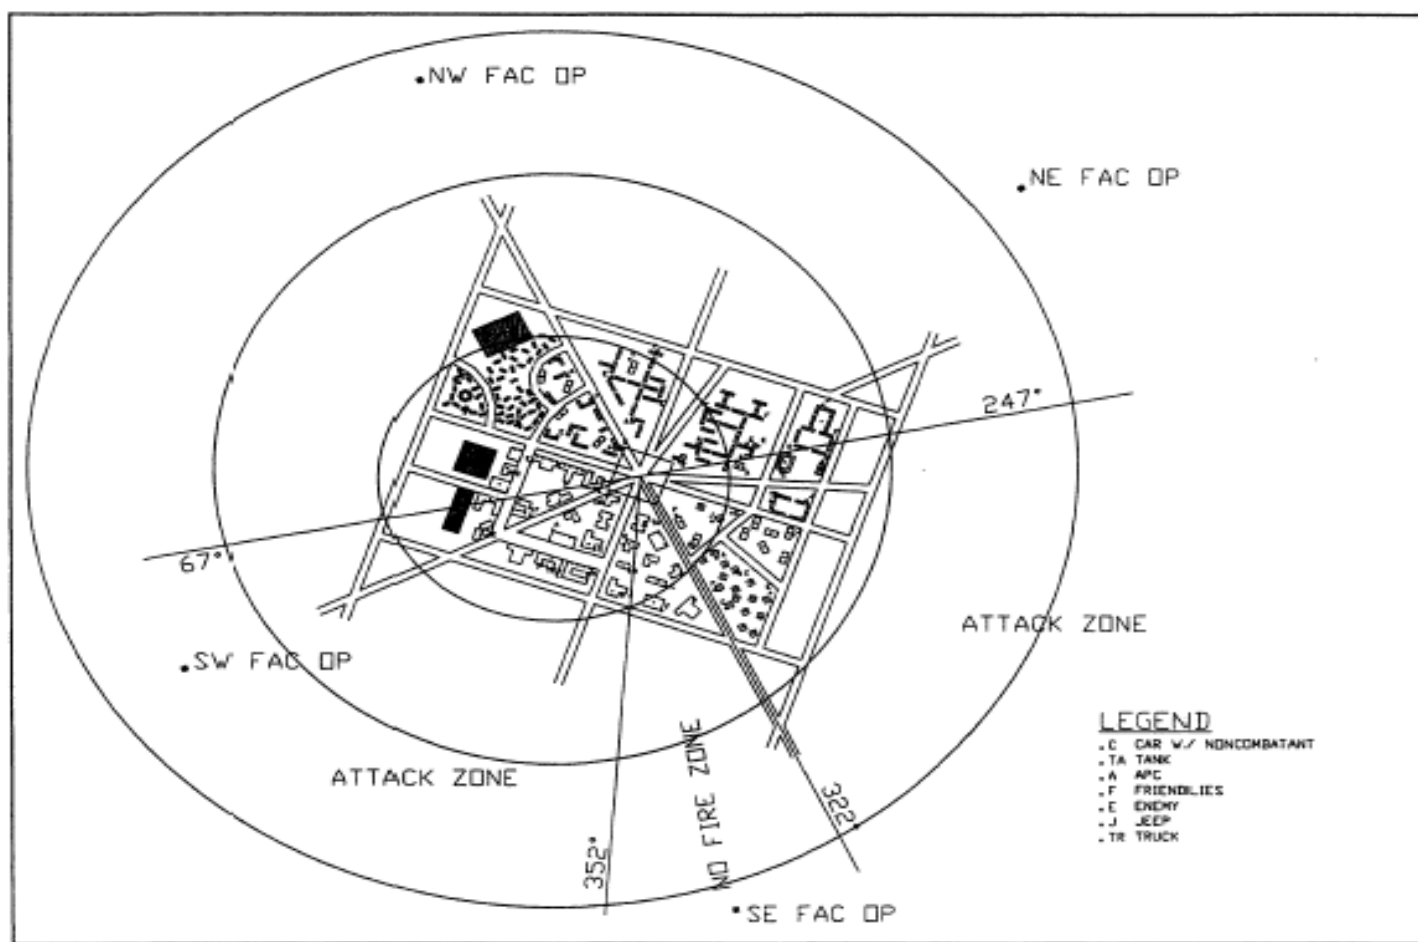 NW FAC OP
NE FAC OP
247°
67°
ATTACK ZONE
SW FAC OP
ATTACK ZONE
NO FIRE ZONE
322°
352°
SE FAC OP
LEGEND
.C CAR W/ NONCOMBATANT
.TA TANK
.A APC
.F FRIENDILIES
.E ENEMY
.J JEEP
.TR TRUCK